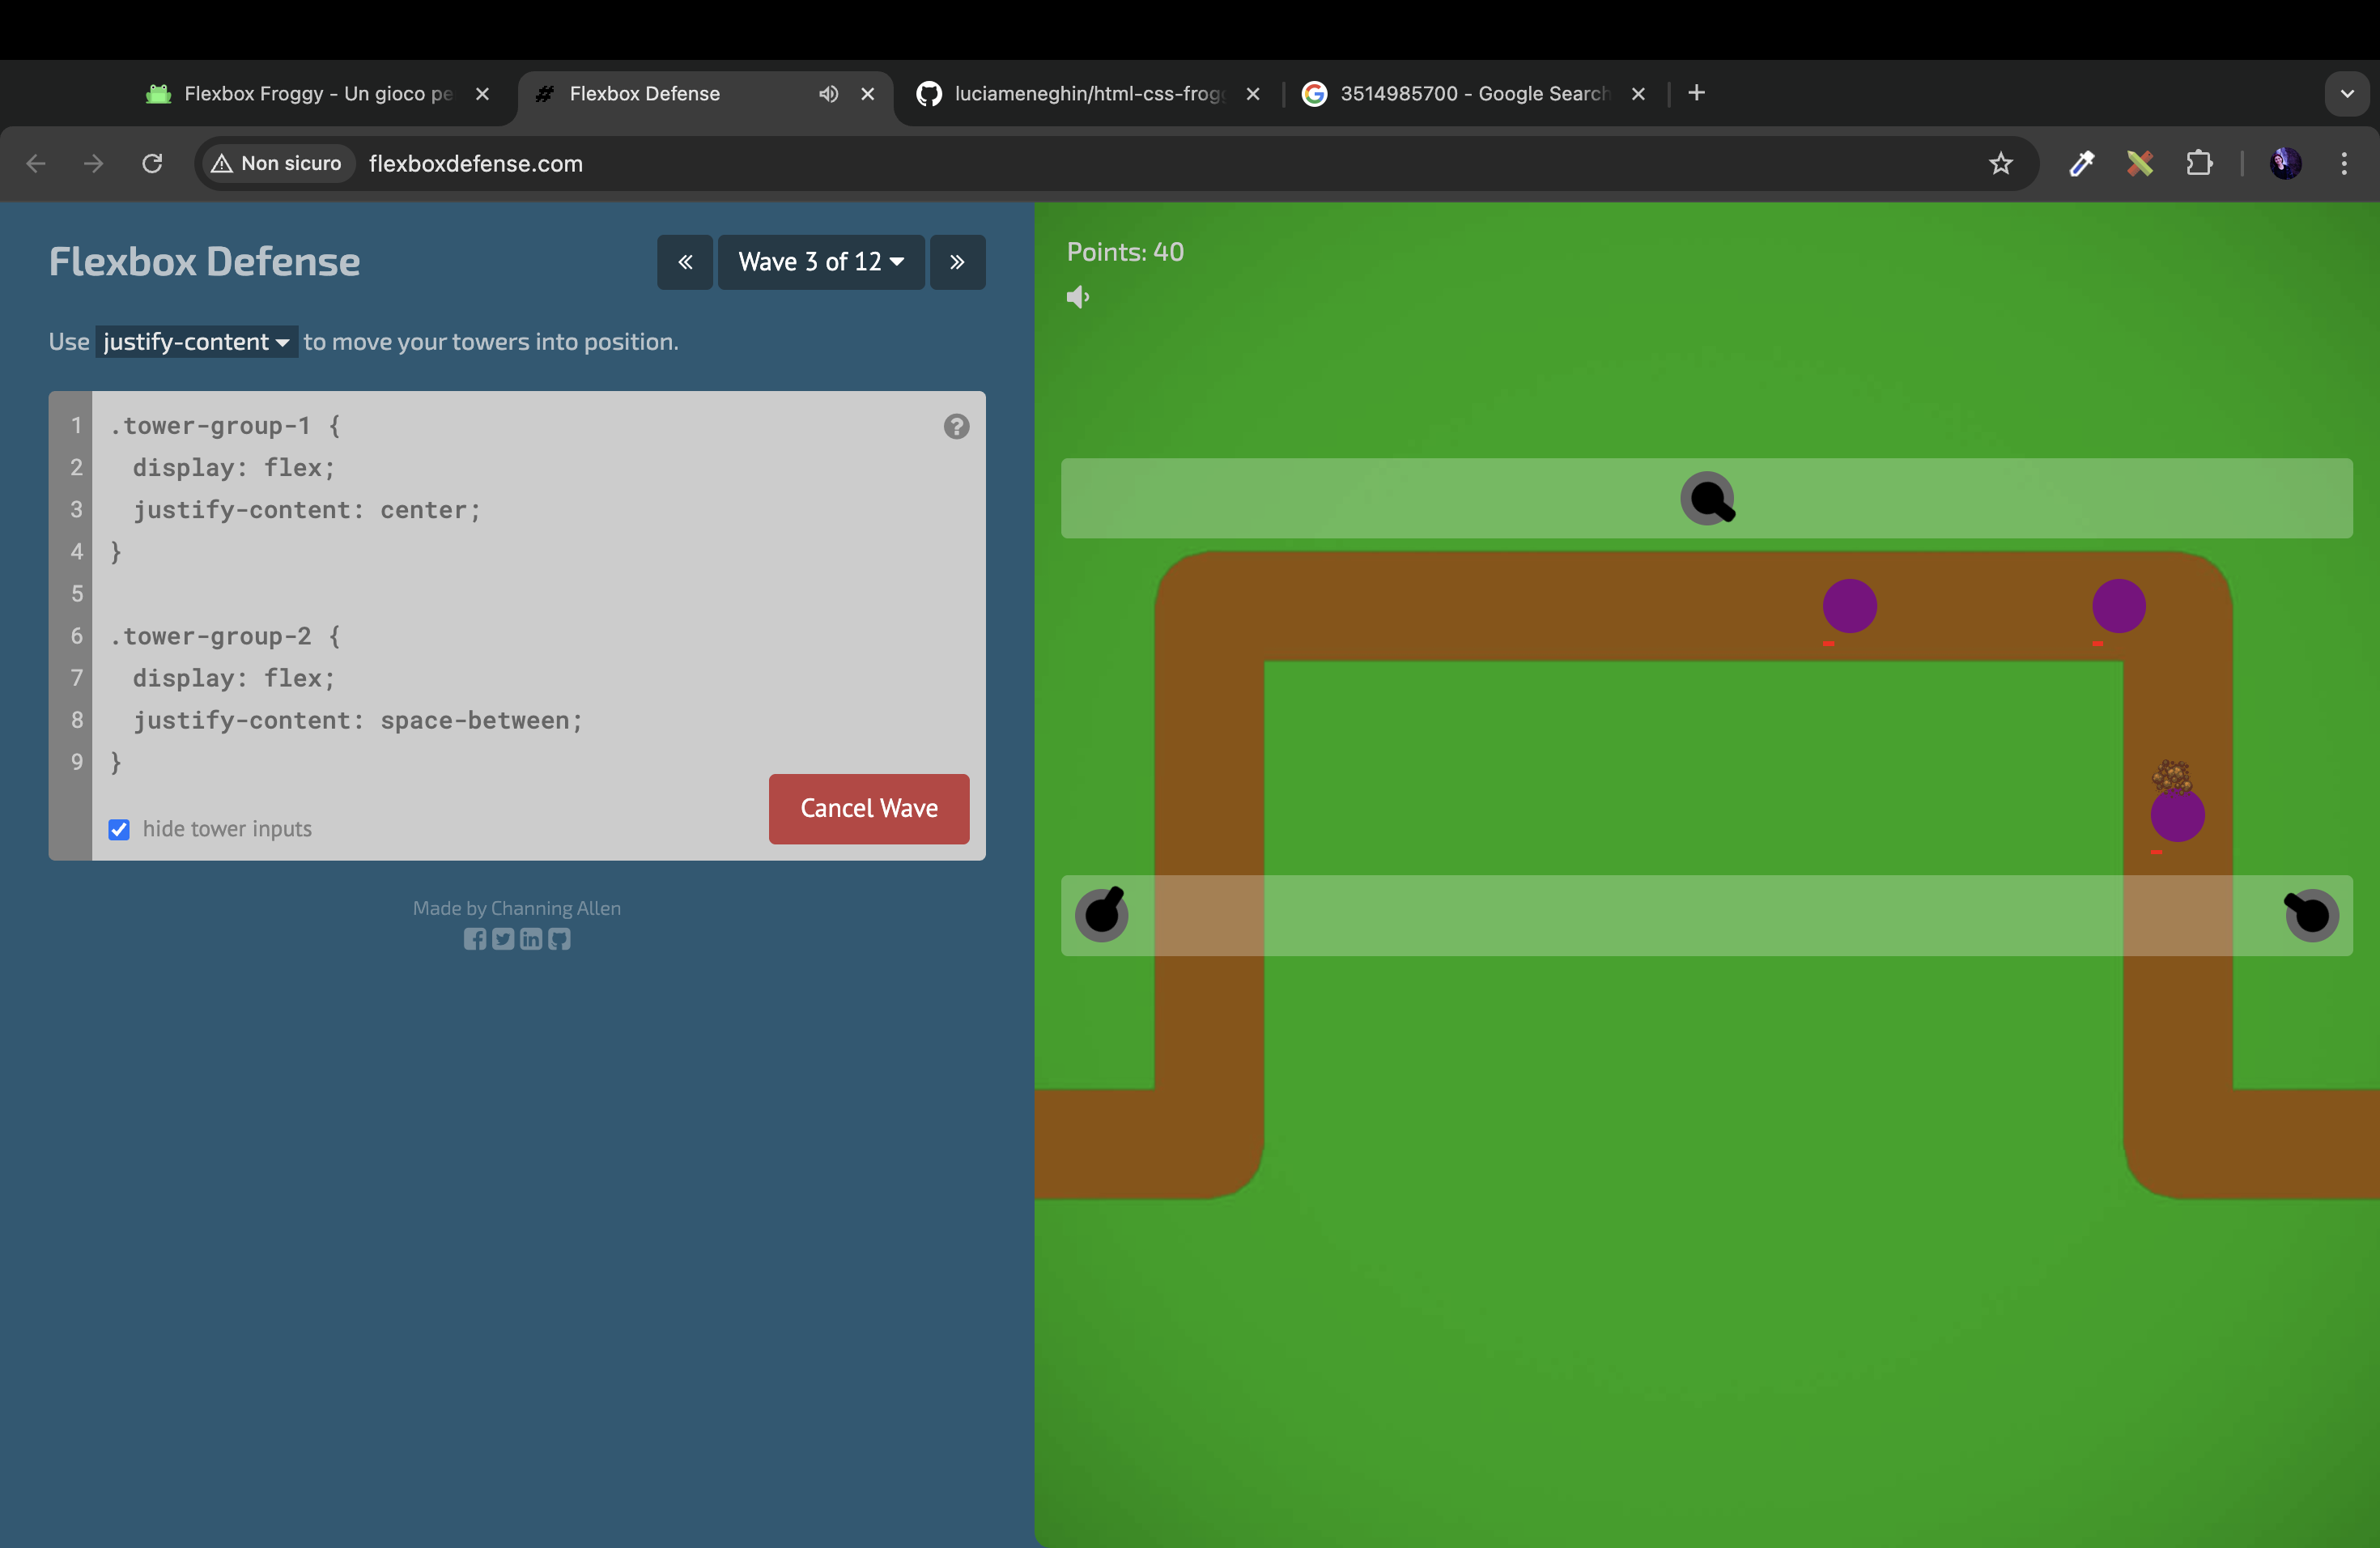 Flexbox Froggy - Un gioco pe
Flexbox Defense
luciameneghin/html-css-frog
3514985700 - Google Search
Non sicuro
flexboxdefense.com
Flexbox Defense
Wave 3 of 12
Use justify-content to move your towers into position.
1 .tower-group-1 {
2 display: flex;
3 justify-content: center;
4 }
5
6 .tower-group-2 {
7 display: flex;
8 justify-content: space-between;
9 }
hide tower inputs
Cancel Wave
Made by Channing Allen
Points: 40